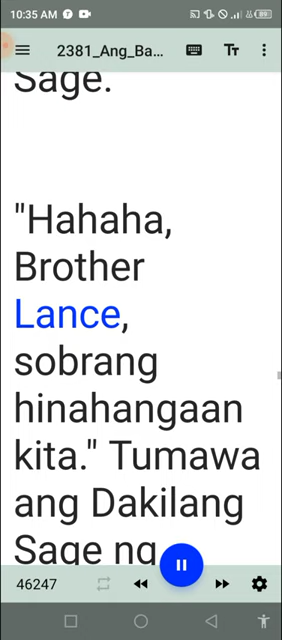 10:35 AM
2381_Ang_Ba...
Sage.
"Hahaha,
Brother
Lance,
sobrang
hinahangaan
kita." Tumawa
ang Dakilang
Sage ng
46247